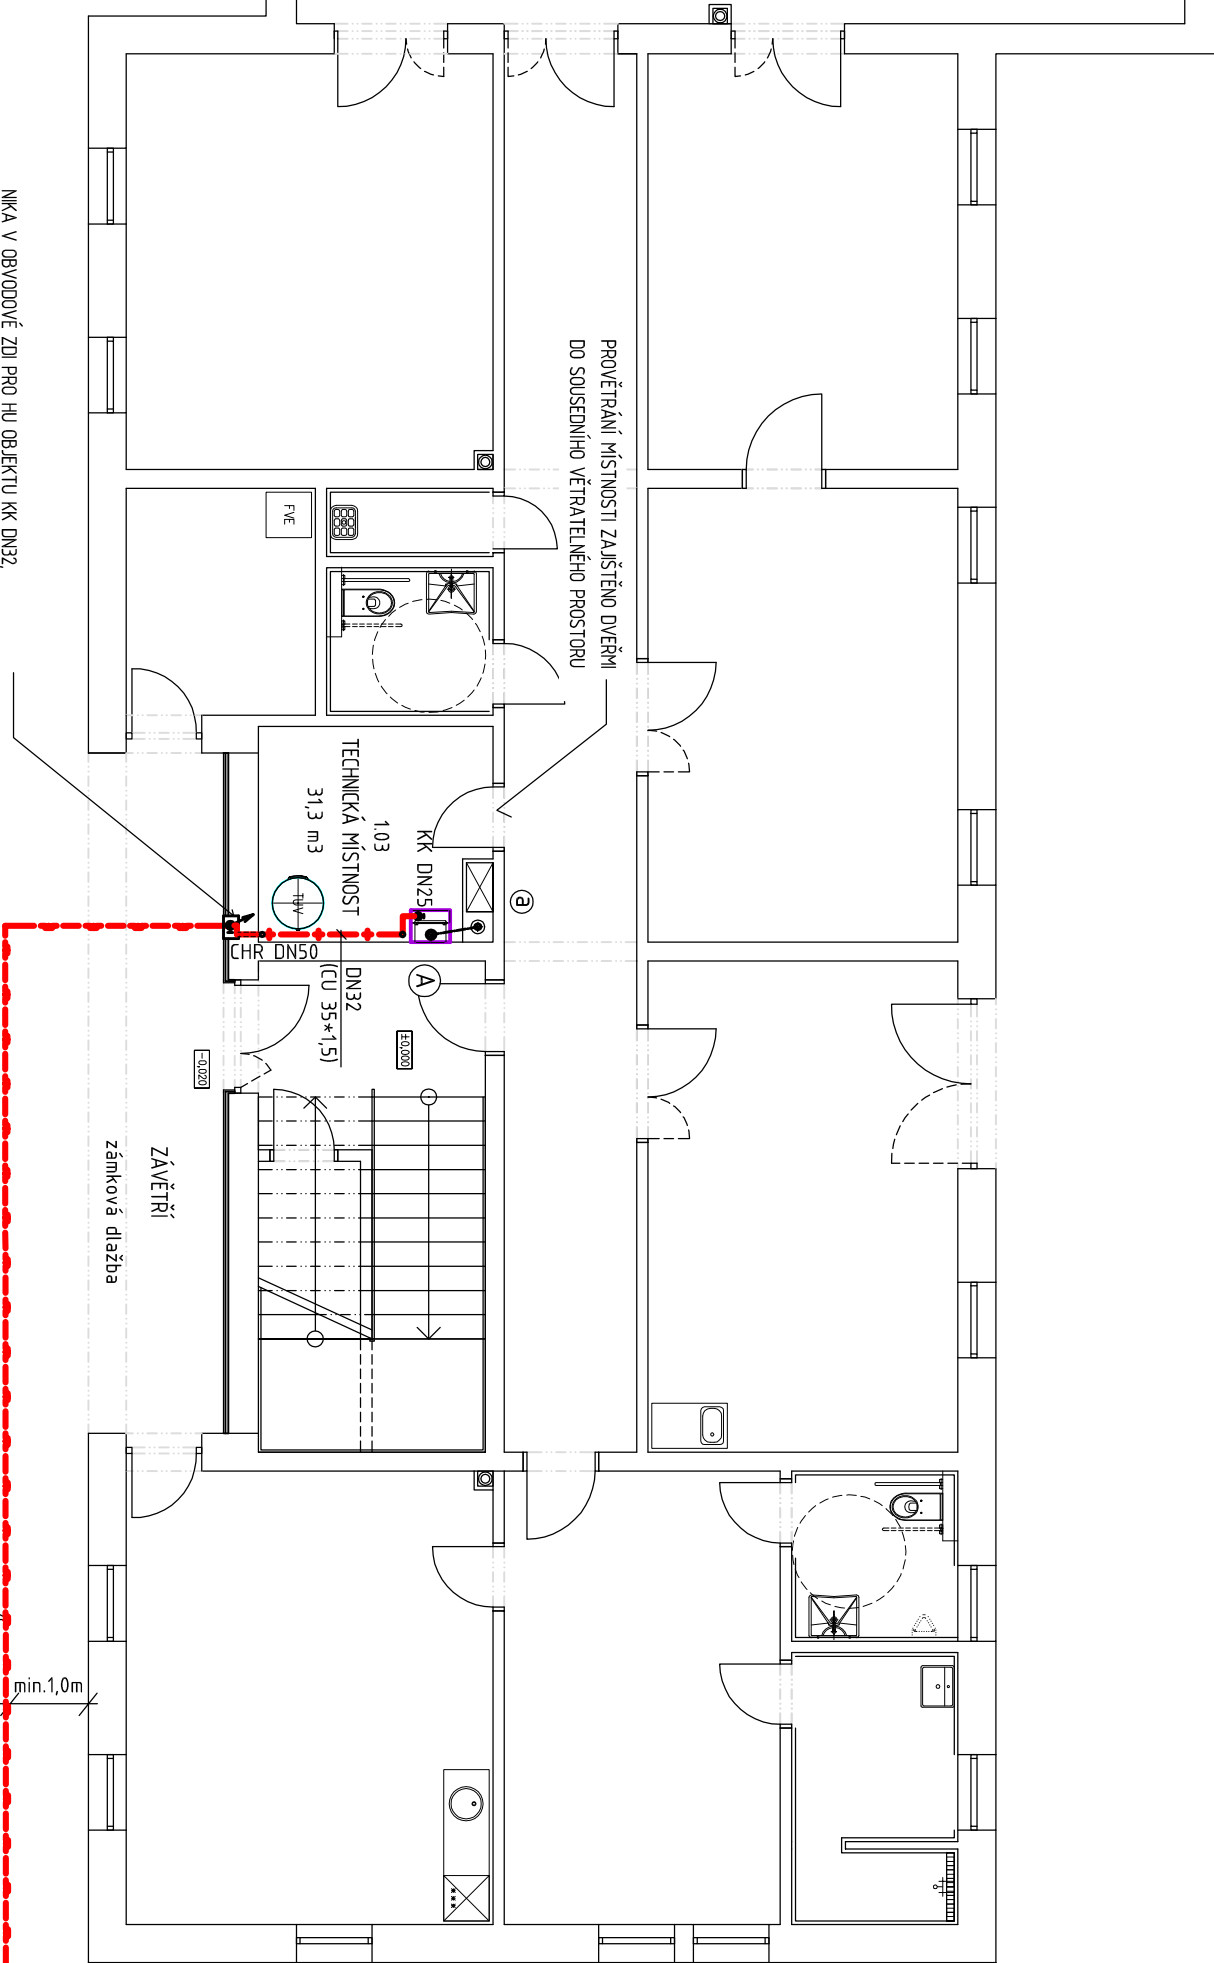 NIKA V OBVODOVÉ ZDI PRO HU OBJEKTU KK DN32,
PROVĚTRÁNÍ MÍSTNOSTI ZAJIŠTĚNO DVEŘMI
DO SOUSEDNÍHO VĚTRATELNÉHO PROSTORU
FVE
1.03
TECHNICKÁ MÍSTNOST
31,3 m3
KK DN25
a
TUV
CHR DN50
A
DN32
(CU 35*1,5)
±0,000
-0,020
ZÁVĚTŘÍ
zámková dlažba
min.1,0m